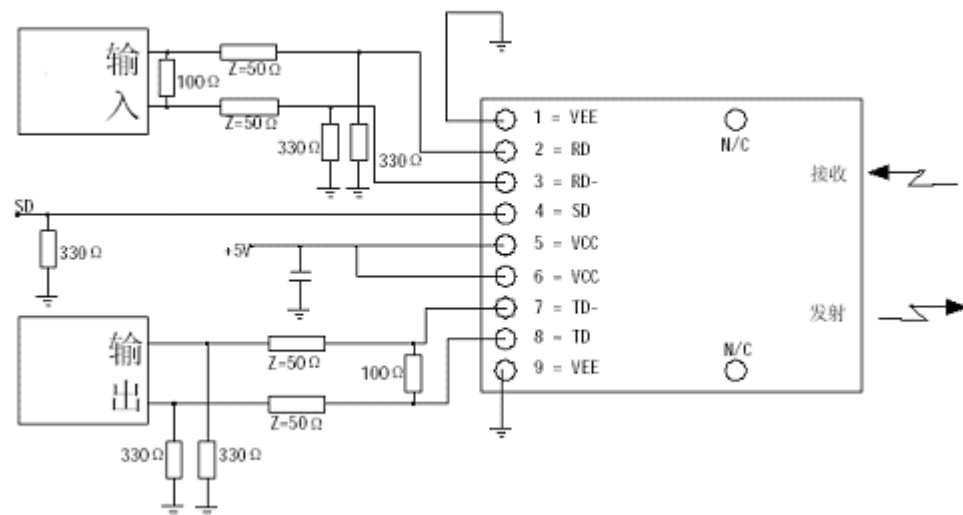 输
入
100Ω
Z=50Ω
Z=50Ω
330Ω
330Ω
SD
330Ω
+5V
输
出
Z=50Ω
100Ω
Z=50Ω
330Ω
330Ω
1 = VEE
2 = RD
3 = RD-
4 = SD
5 = VCC
6 = VCC
7 = TD-
8 = TD
9 = VEE
N/C
接收
发射
N/C